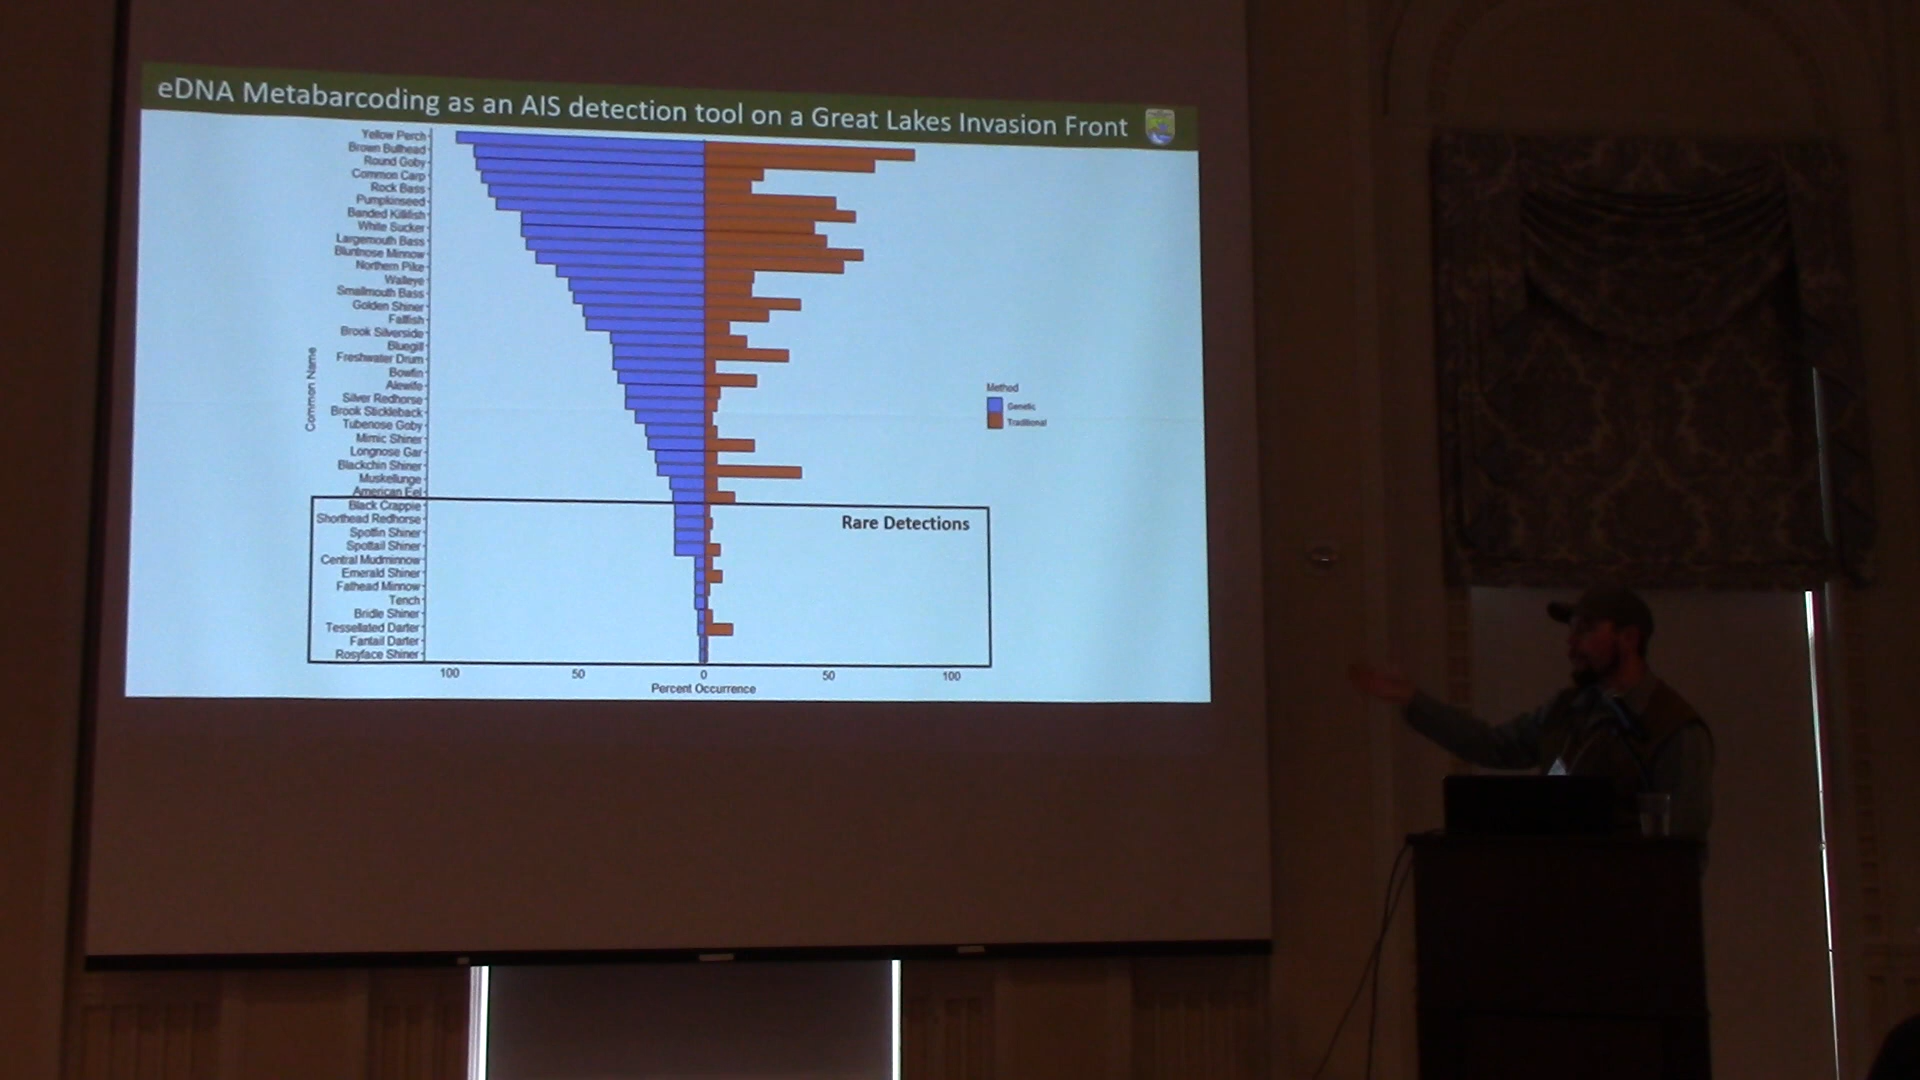 eDNA Metabarcoding as an AIS detection tool on a Great Lakes Invasion Front
Yellow Perch
Brown Bullhead
Round Goby
Common Carp
Rock Bass
Pumpkinseed
Banded Killifish
White Sucker
Largemouth Bass
Bluntnose Minnow
Northern Pike
Walleye
Smallmouth Bass
Golden Shiner
Fallfish
Brook Silverside
Bluegill
Freshwater Drum
Bowfin
Alewife
Silver Redhorse
Brook Stickleback
Tubenose Goby
Mimic Shiner
Longnose Gar
Blackchin Shiner
Muskellunge
American Eel
Black Crappie
Shorthead Redhorse
Spotfin Shiner
Spottail Shiner
Central Mudminnow
Emerald Shiner
Fathead Minnow
Tench
Bridle Shiner
Tessellated Darter
Fantail Darter
Rosyface Shiner
Common Name
Method
Genetic
Traditional
Rare Detections
100 50 0 50 100
Percent Occurrence